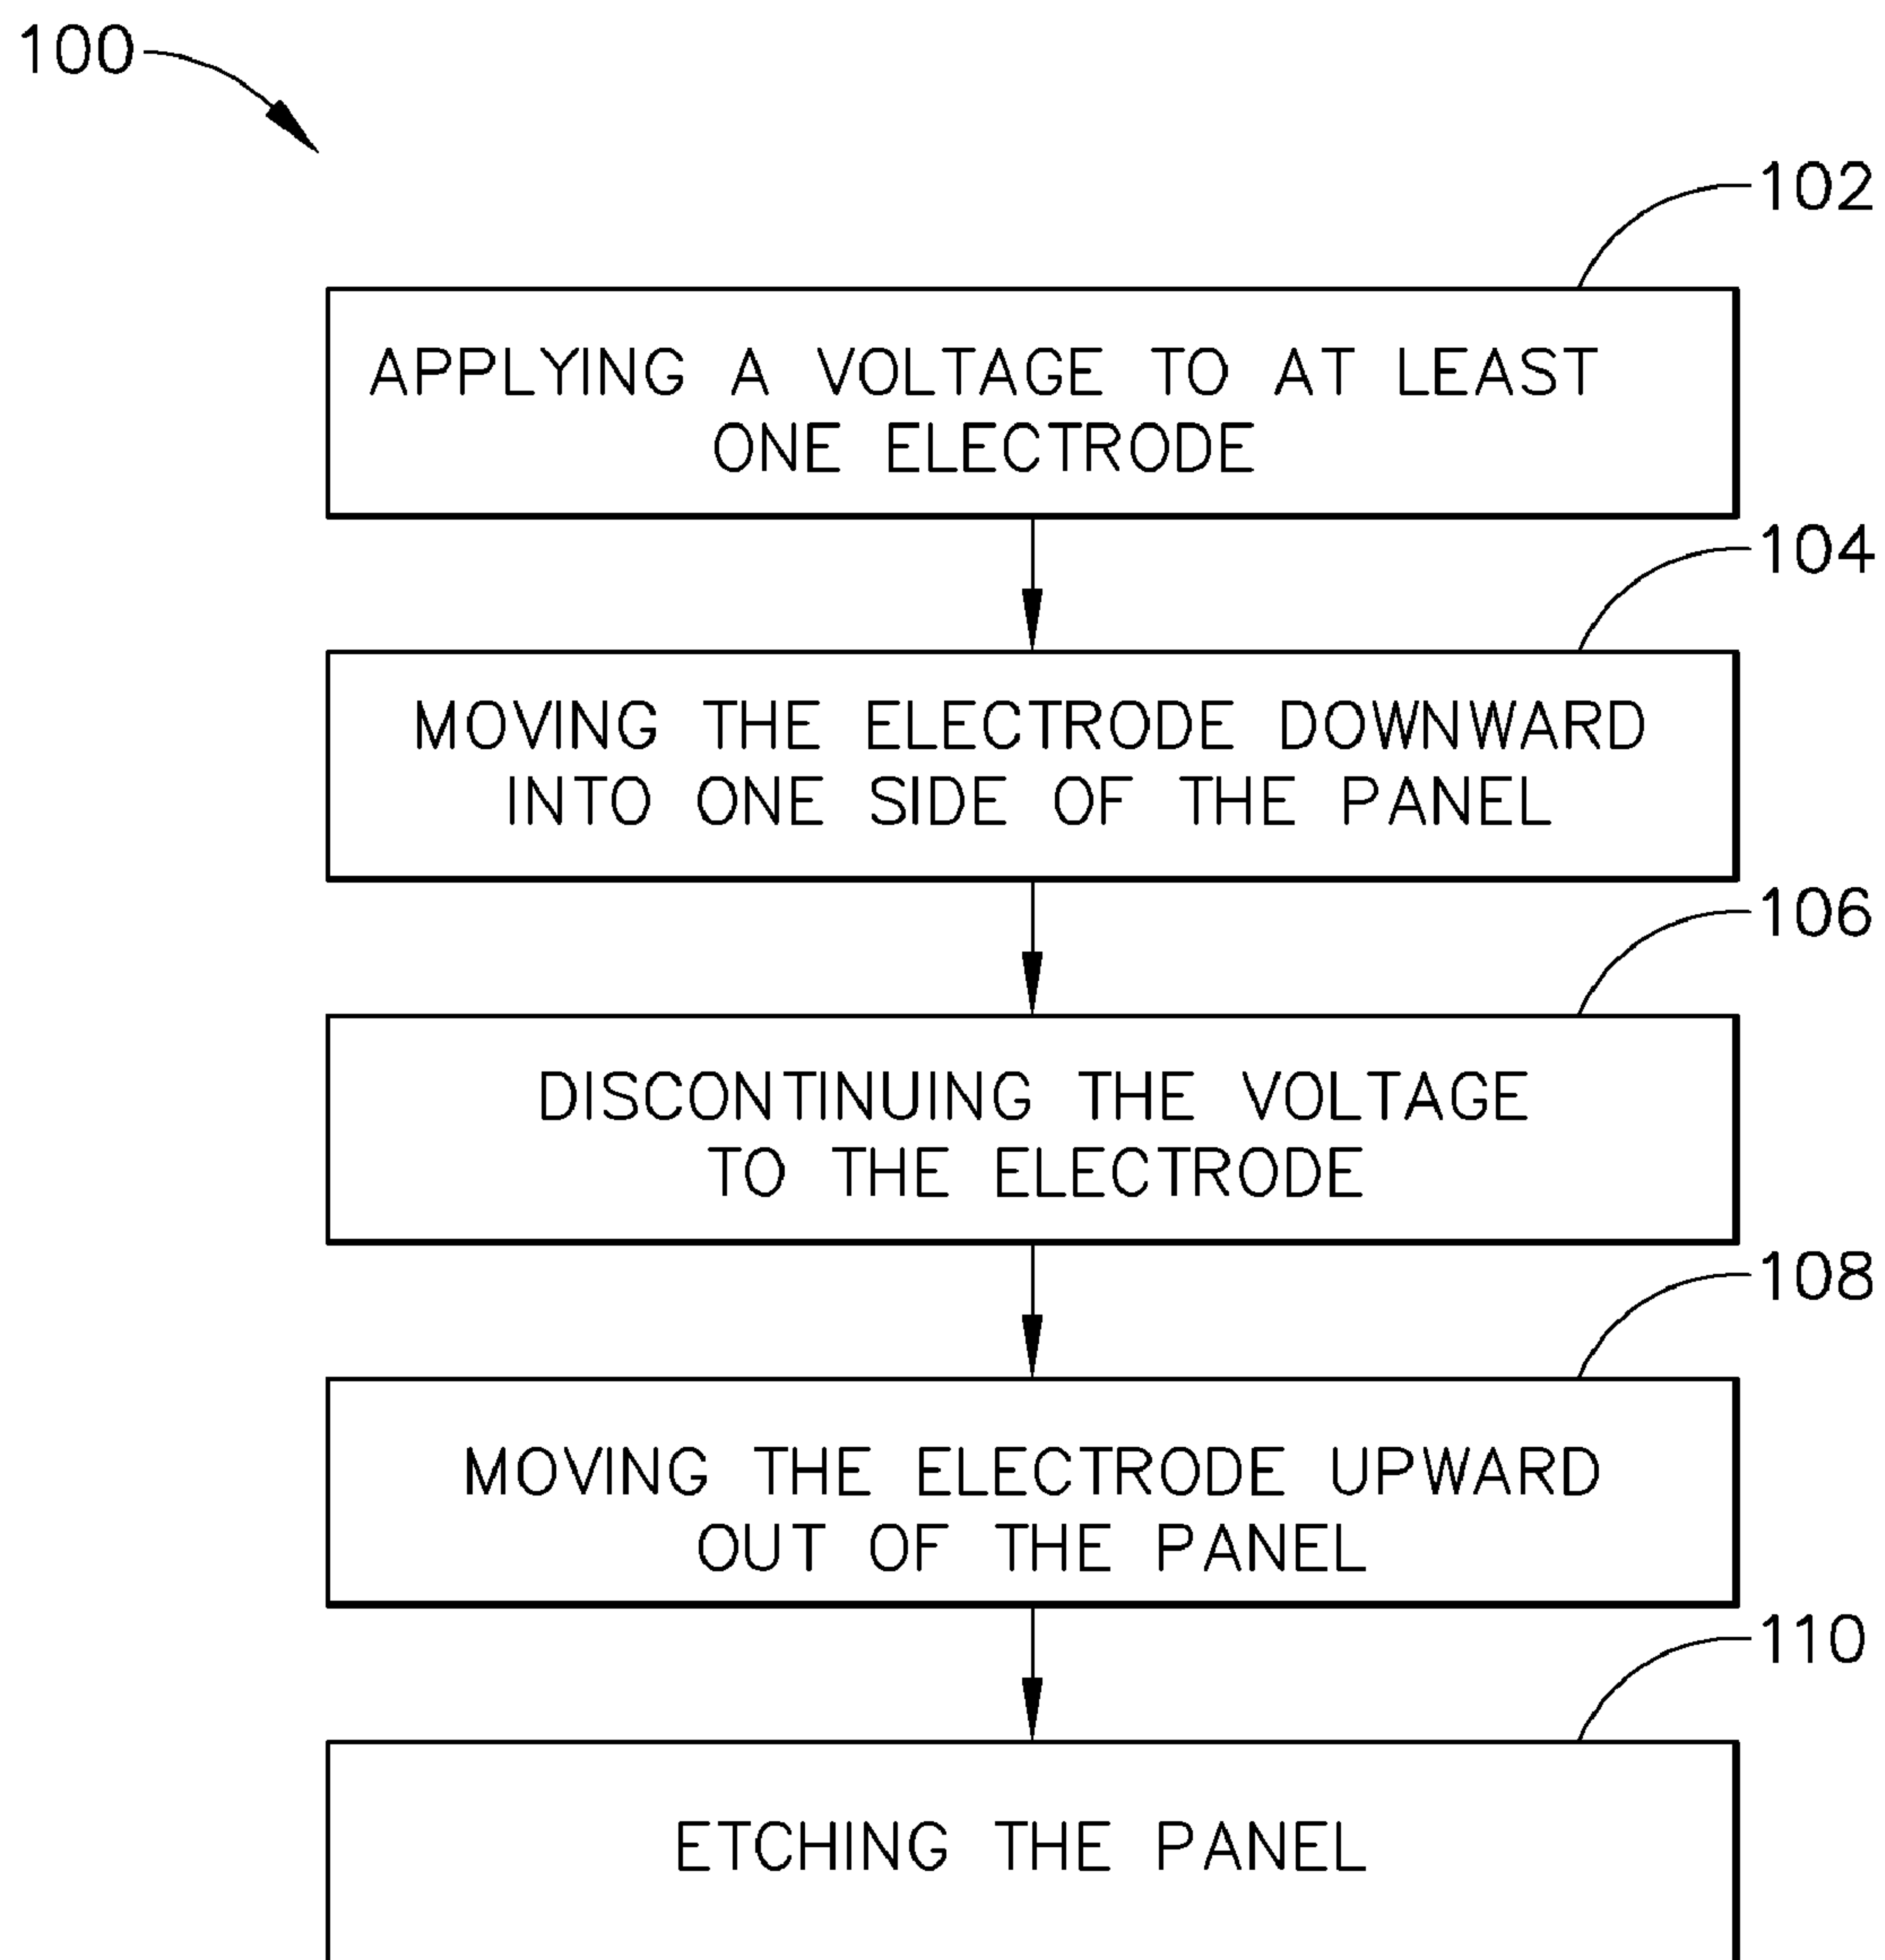 100
102
APPLYING A VOLTAGE TO AT LEAST
ONE ELECTRODE
104
MOVING THE ELECTRODE DOWNWARD
INTO ONE SIDE OF THE PANEL
106
DISCONTINUING THE VOLTAGE
TO THE ELECTRODE
108
MOVING THE ELECTRODE UPWARD
OUT OF THE PANEL
110
ETCHING THE PANEL